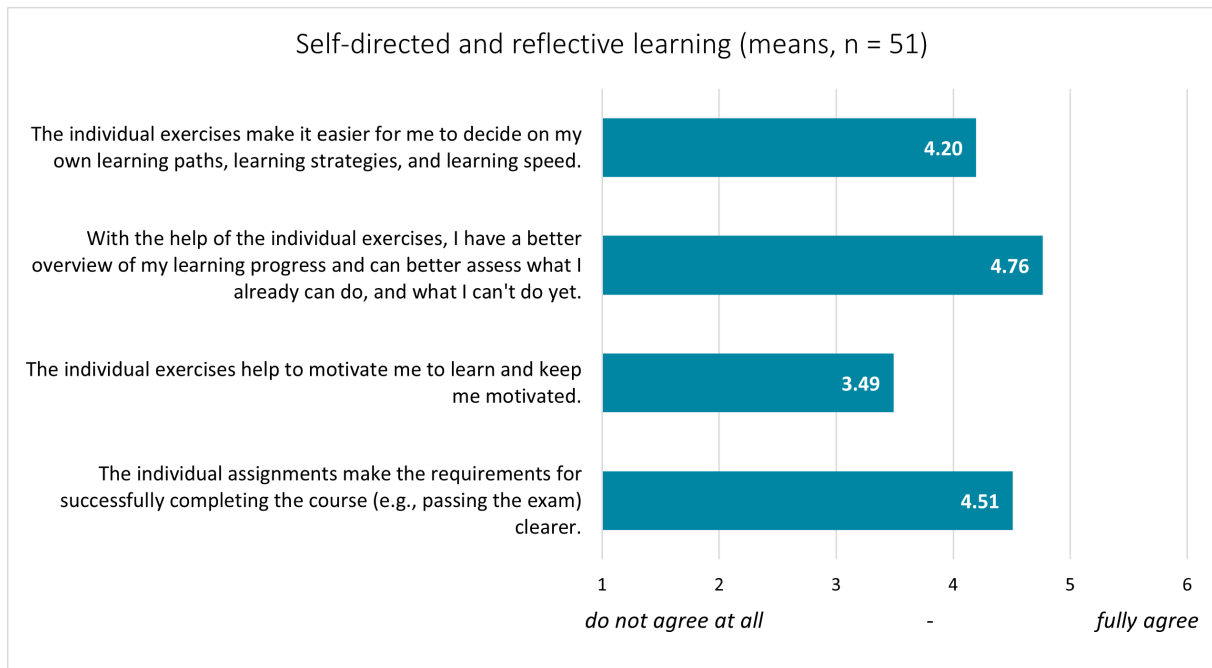 Self-directed and reflective learning (means, n = 51)
The individual exercises make it easier for me to decide on my
own learning paths, learning strategies, and learning speed.
4.20
With the help of the individual exercises, I have a better
overview of my learning progress and can better assess what I
already can do, and what I can't do yet.
4.76
The individual exercises help to motivate me to learn and keep
me motivated.
3.49
The individual assignments make the requirements for
successfully completing the course (e.g., passing the exam)
clearer.
4.51
1 2 3 4 5 6
do not agree at all - fully agree